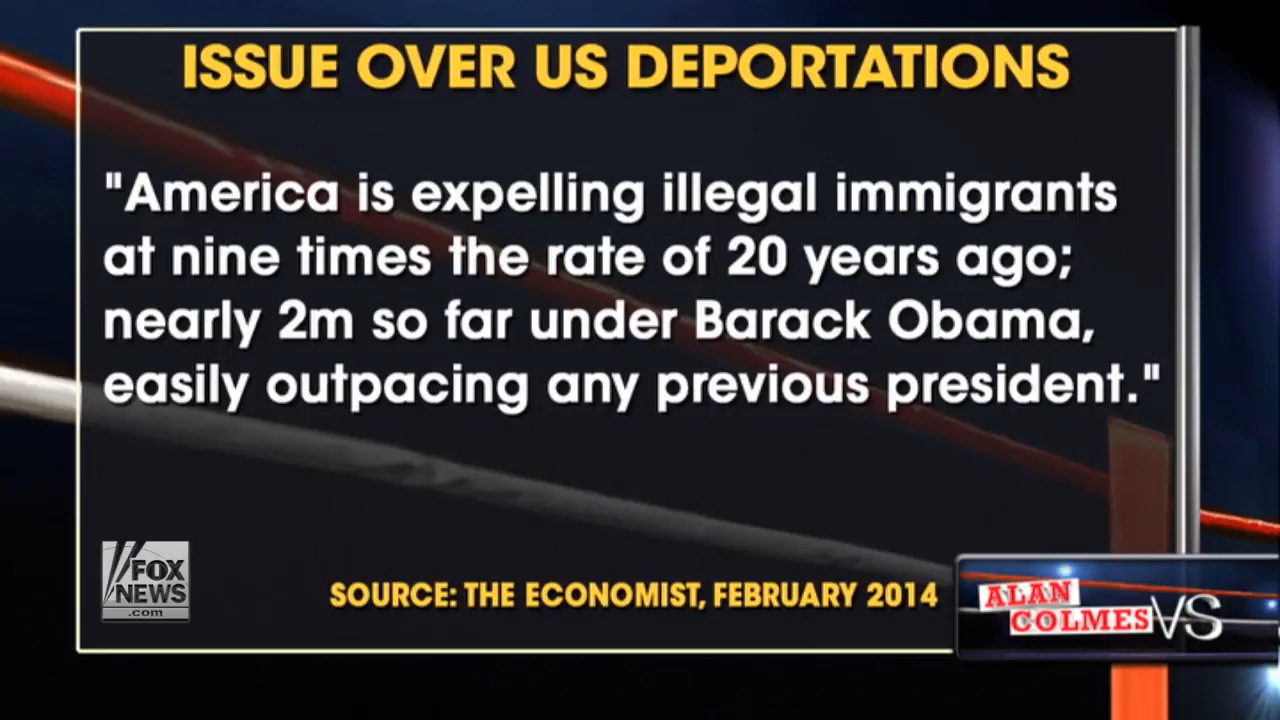 ISSUE OVER US DEPORTATIONS
"America is expelling illegal immigrants
at nine times the rate of 20 years ago;
nearly 2m so far under Barack Obama,
easily outpacing any previous president."
FOX
NEWS
.com
SOURCE: THE ECONOMIST, FEBRUARY 2014
ALAN
COLMES VS